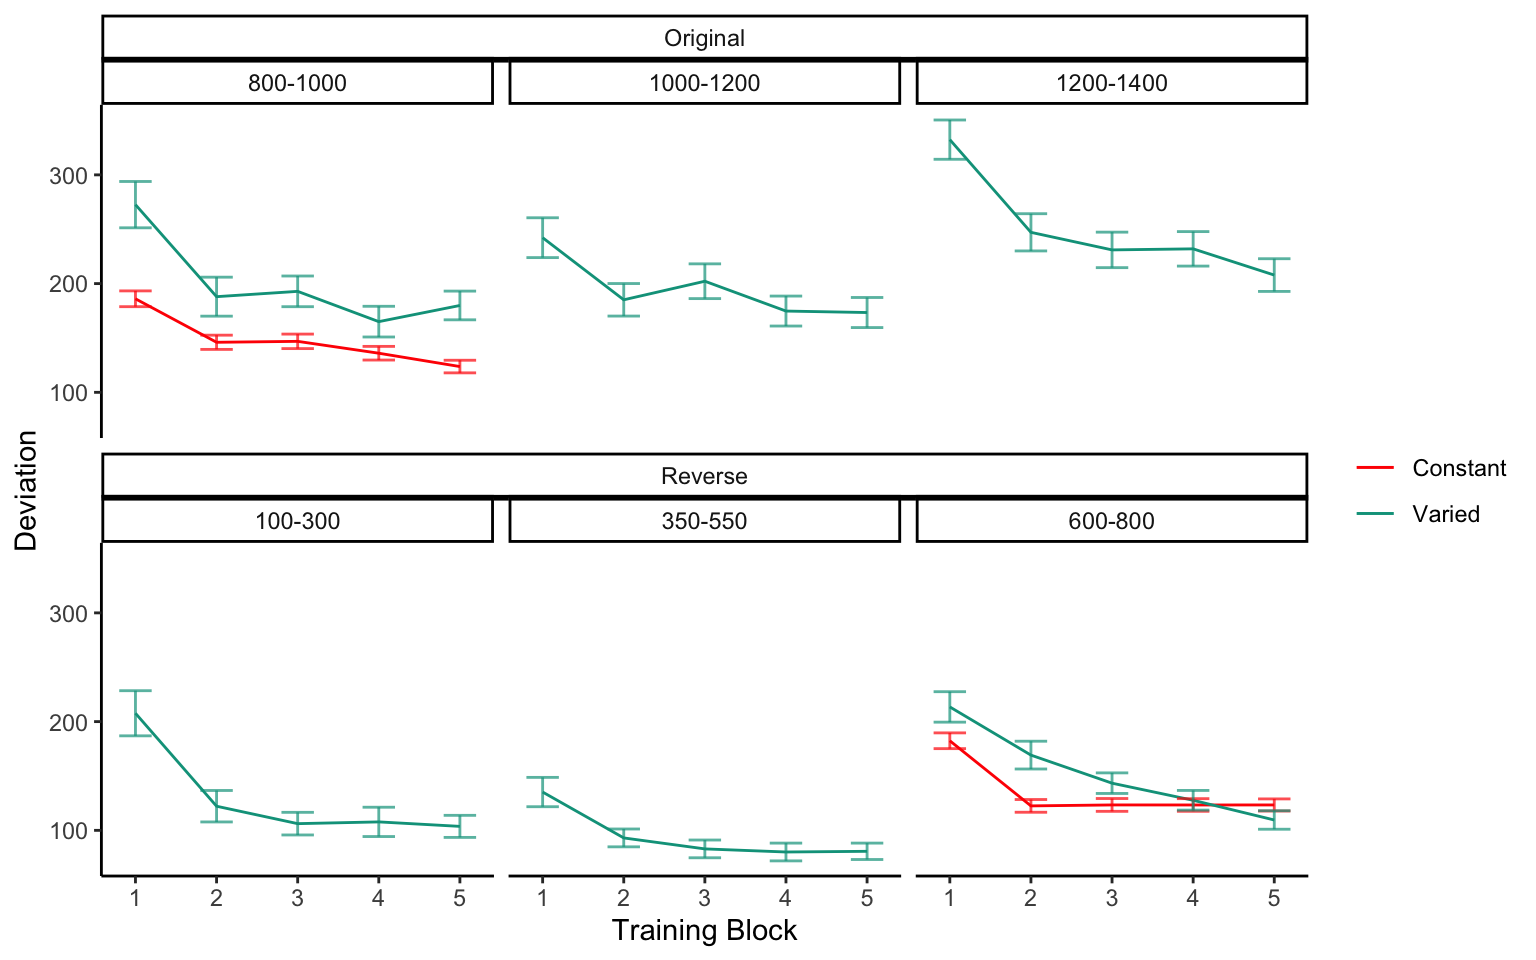 Original
800-1000 1000-1200 1200-1400
300
200
100
Deviation
Reverse
100-300 350-550 600-800
300
200
100
1 2 3 4 5 1 2 3 4 5 1 2 3 4 5
Training Block
Constant
Varied